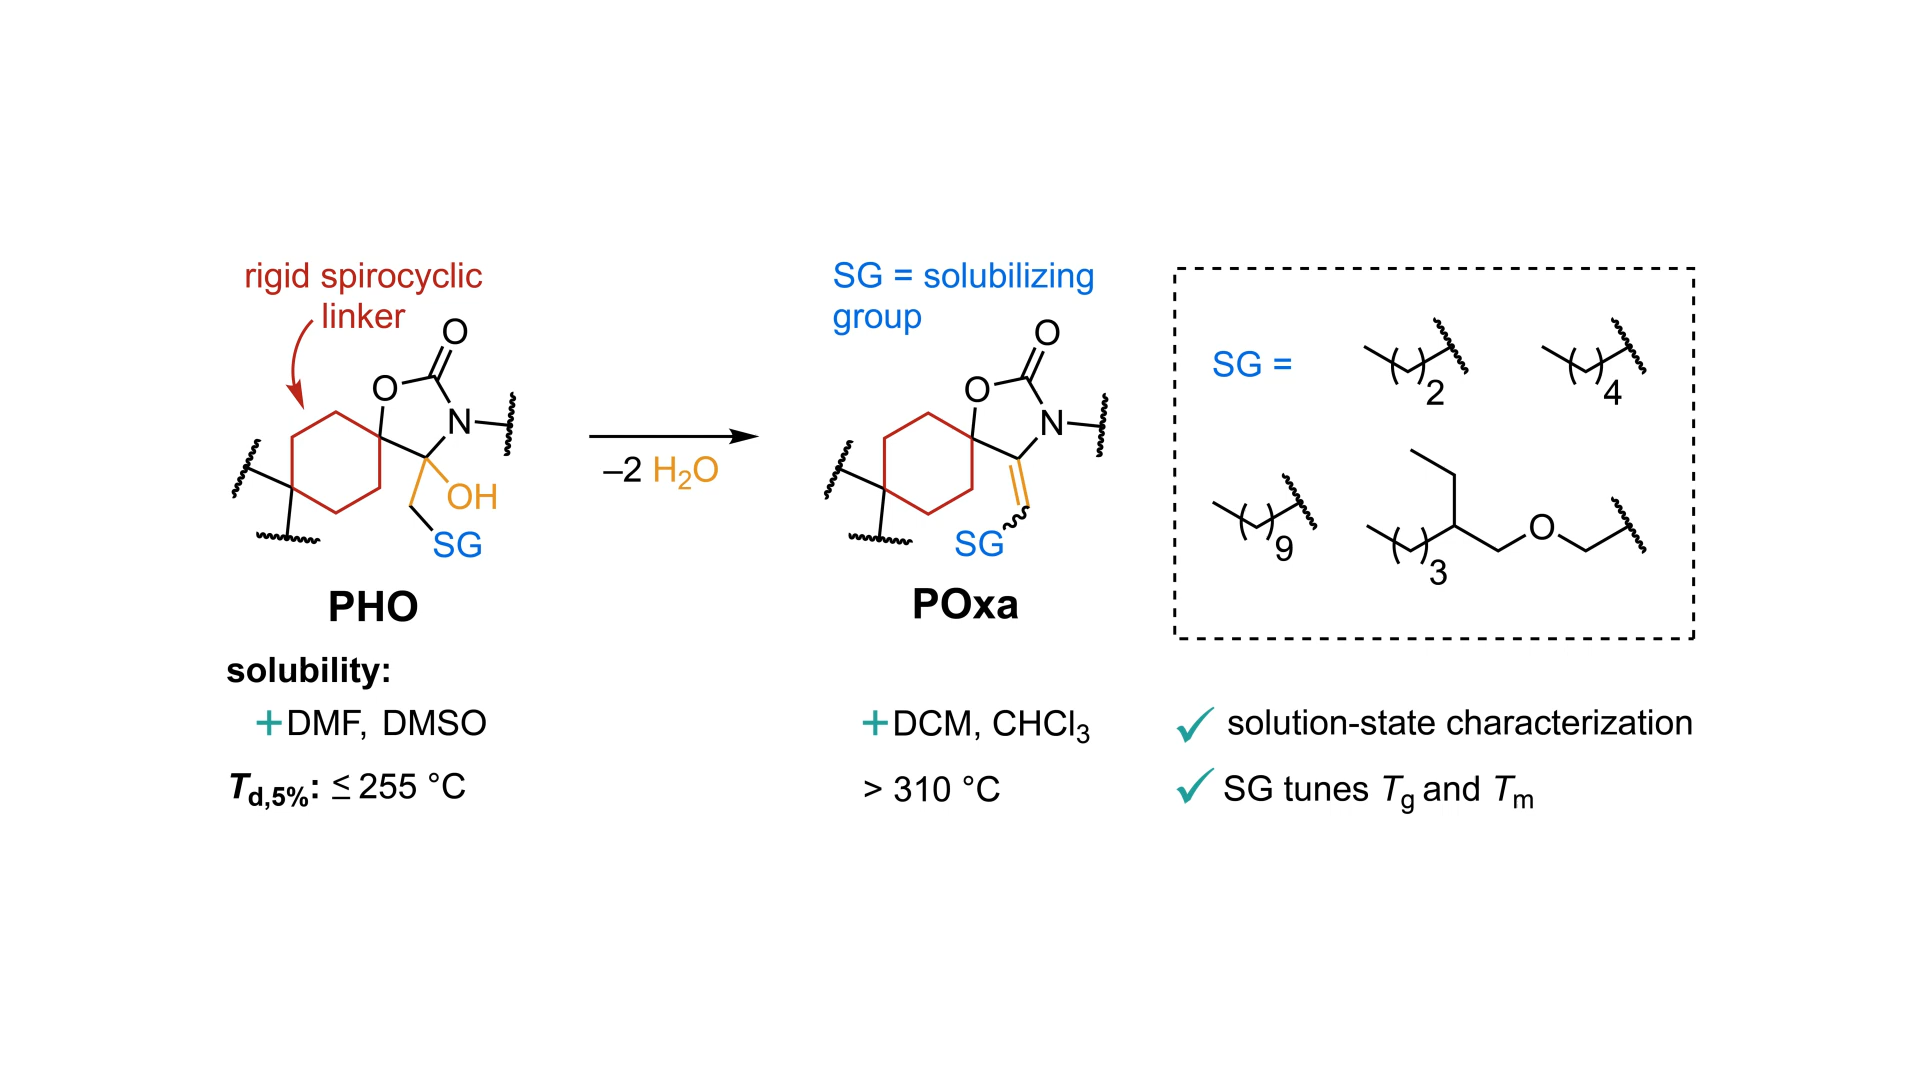 rigid spirocyclic
linker
O
O
N
OH
SG
PHO
–2 H₂O
SG = solubilizing
group
O
O
N
SG
POxa
SG =
2
4
9
O
3
solubility:
+ DMF, DMSO
+ DCM, CHCl₃
✓ solution-state characterization
Td,5%: ≤ 255 °C
> 310 °C
✓ SG tunes Tg and Tm